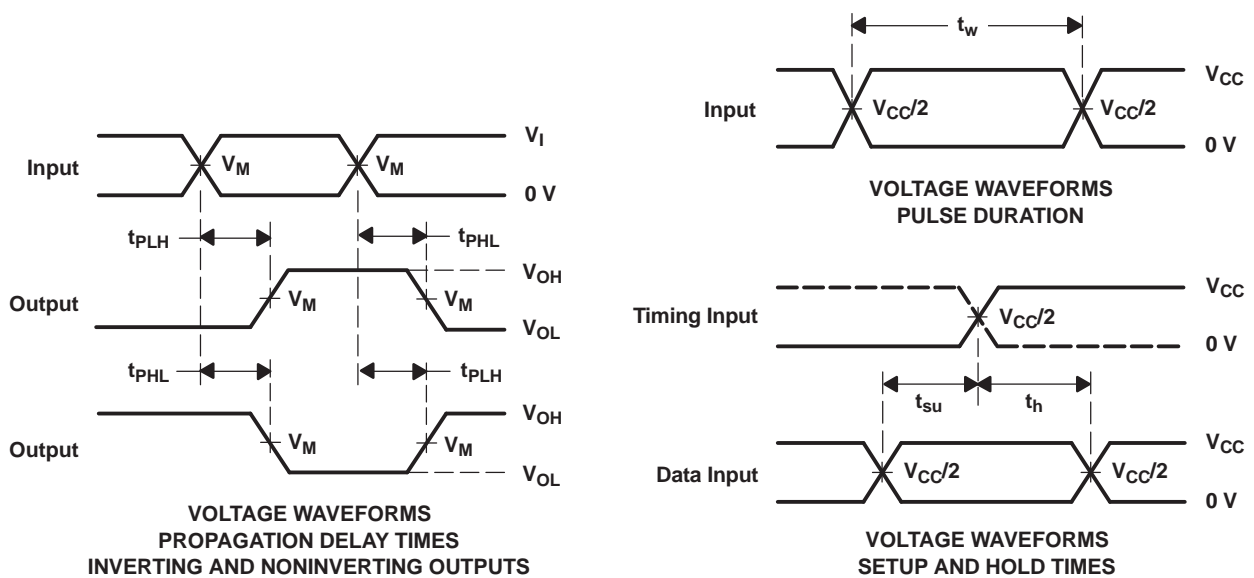 Input
V_I
V_M
V_M
0 V
t_PLH
t_PHL
Output
V_OH
V_M
V_M
V_OL
t_PHL
t_PLH
Output
V_OH
V_M
V_M
V_OL
VOLTAGE WAVEFORMS
PROPAGATION DELAY TIMES
INVERTING AND NONINVERTING OUTPUTS
t_w
Input
V_CC
V_CC/2
V_CC/2
0 V
VOLTAGE WAVEFORMS
PULSE DURATION
Timing Input
V_CC
V_CC/2
0 V
t_su
t_h
Data Input
V_CC
V_CC/2
V_CC/2
0 V
VOLTAGE WAVEFORMS
SETUP AND HOLD TIMES